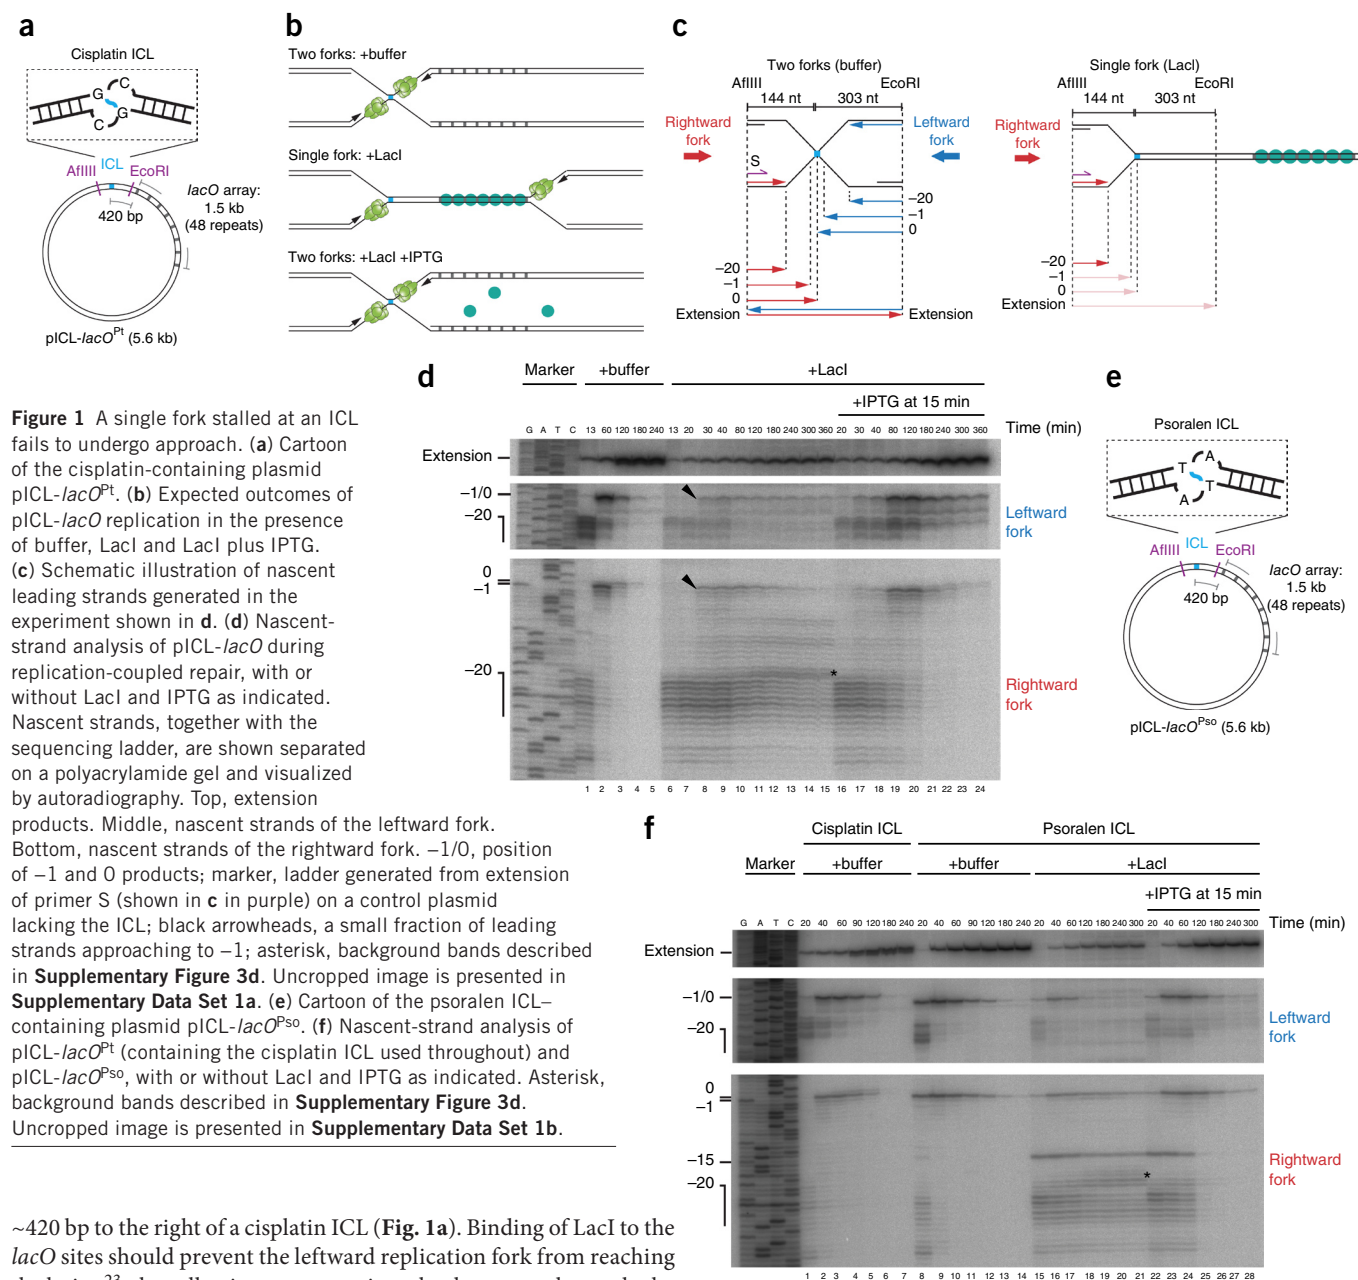 a
Cisplatin ICL
C
G
G
C
AflIII
ICL
EcoRI
420 bp
lacO array:
1.5 kb
(48 repeats)
pICL-lacO^Pt (5.6 kb)
b
Two forks: +buffer
Single fork: +LacI
Two forks: +LacI +IPTG
c
Two forks (buffer)
AflIII
EcoRI
144 nt
303 nt
Rightward
fork
Leftward
fork
S
−20
−1
0
−20
−1
0
Extension
Extension
Single fork (LacI)
AflIII
EcoRI
144 nt
303 nt
Rightward
fork
−20
−1
0
Extension
d
Marker
+buffer
+LacI
+IPTG at 15 min
G A T C 13 60 120 180 240 13 20 30 40 80 120 180 240 300 360 20 30 40 80 120 180 240 300 360
Time (min)
Extension
−1/0
−20
Leftward
fork
0
−1
−20
*
Rightward
fork
1 2 3 4 5 6 7 8 9 10 11 12 13 14 15 16 17 18 19 20 21 22 23 24
e
Psoralen ICL
A
T
T
A
AflIII
ICL
EcoRI
420 bp
lacO array:
1.5 kb
(48 repeats)
pICL-lacO^Pso (5.6 kb)
Figure 1 A single fork stalled at an ICL
fails to undergo approach. (a) Cartoon
of the cisplatin-containing plasmid
pICL-lacO^Pt. (b) Expected outcomes of
pICL-lacO replication in the presence
of buffer, LacI and LacI plus IPTG.
(c) Schematic illustration of nascent
leading strands generated in the
experiment shown in d. (d) Nascent-
strand analysis of pICL-lacO during
replication-coupled repair, with or
without LacI and IPTG as indicated.
Nascent strands, together with the
sequencing ladder, are shown separated
on a polyacrylamide gel and visualized
by autoradiography. Top, extension
products. Middle, nascent strands of the leftward fork.
Bottom, nascent strands of the rightward fork. −1/0, position
of −1 and 0 products; marker, ladder generated from extension
of primer S (shown in c in purple) on a control plasmid
lacking the ICL; black arrowheads, a small fraction of leading
strands approaching to −1; asterisk, background bands described
in Supplementary Figure 3d. Uncropped image is presented in
Supplementary Data Set 1a. (e) Cartoon of the psoralen ICL–
containing plasmid pICL-lacO^Pso. (f) Nascent-strand analysis of
pICL-lacO^Pt (containing the cisplatin ICL used throughout) and
pICL-lacO^Pso, with or without LacI and IPTG as indicated. Asterisk,
background bands described in Supplementary Figure 3d.
Uncropped image is presented in Supplementary Data Set 1b.
f
Cisplatin ICL
Psoralen ICL
Marker
+buffer
+buffer
+LacI
+IPTG at 15 min
G A T C 20 40 60 90 120 180 240 20 40 60 90 120 180 240 20 40 60 120 180 240 300 20 40 60 120 180 240 300
Time (min)
Extension
−1/0
−20
Leftward
fork
0
−1
−15
−20
*
Rightward
fork
1 2 3 4 5 6 7 8 9 10 11 12 13 14 15 16 17 18 19 20 21 22 23 24 25 26 27 28
~420 bp to the right of a cisplatin ICL (Fig. 1a). Binding of LacI to the
lacO sites should prevent the leftward replication fork from reaching